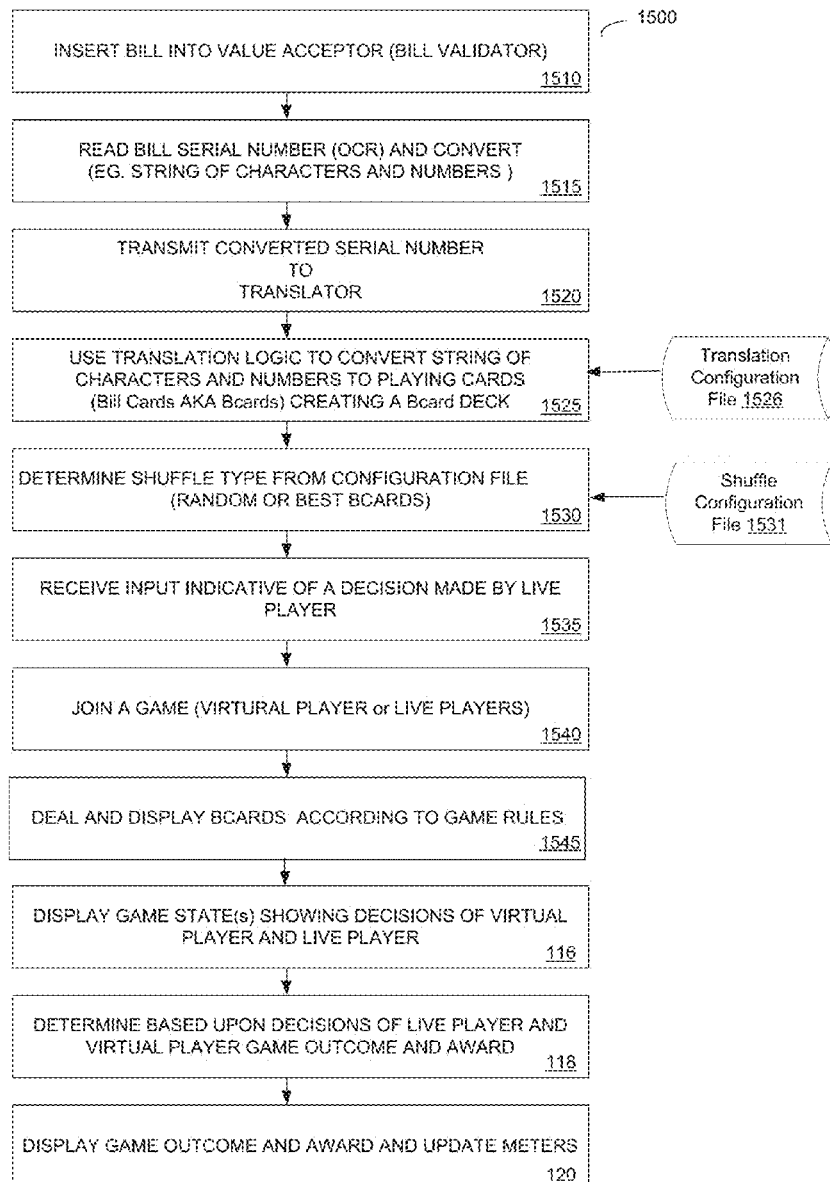 1500
INSERT BILL INTO VALUE ACCEPTOR (BILL VALIDATOR)
1510
READ BILL SERIAL NUMBER (OCR) AND CONVERT
(EG. STRING OF CHARACTERS AND NUMBERS )
1515
TRANSMIT CONVERTED SERIAL NUMBER
TO
TRANSLATOR
1520
USE TRANSLATION LOGIC TO CONVERT STRING OF
CHARACTERS AND NUMBERS TO PLAYING CARDS
(Bill Cards AKA Bcards) CREATING A Bcard DECK
1525
Translation
Configuration
File 1526
DETERMINE SHUFFLE TYPE FROM CONFIGURATION FILE
(RANDOM OR BEST BCARDS)
1530
Shuffle
Configuration
File 1531
RECEIVE INPUT INDICATIVE OF A DECISION MADE BY LIVE
PLAYER
1535
JOIN A GAME (VIRTURAL PLAYER or LIVE PLAYERS)
1540
DEAL AND DISPLAY BCARDS ACCORDING TO GAME RULES
1545
DISPLAY GAME STATE(s) SHOWING DECISIONS OF VIRTUAL
PLAYER AND LIVE PLAYER
116
DETERMINE BASED UPON DECISIONS OF LIVE PLAYER AND
VIRTUAL PLAYER GAME OUTCOME AND AWARD
118
DISPLAY GAME OUTCOME AND AWARD AND UPDATE METERS
120